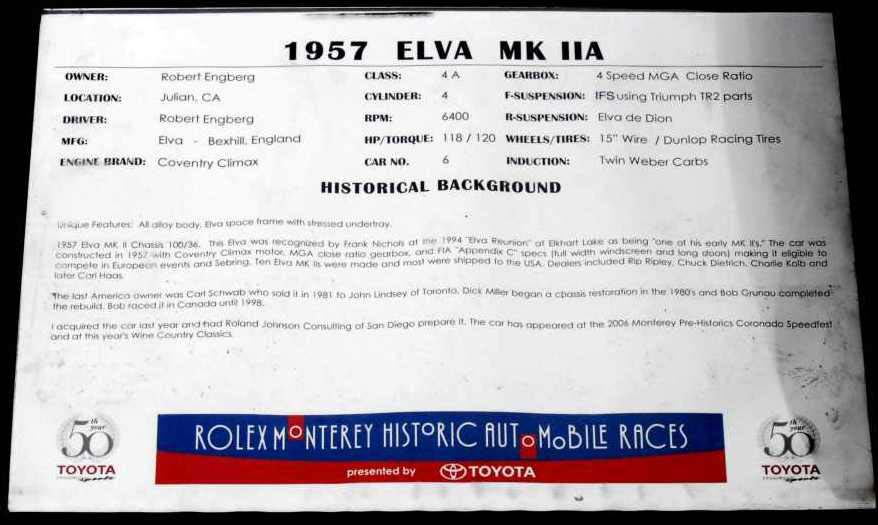 1957 ELVA MK IIA
OWNER: Robert Engberg CLASS: 4 A GEARBOX: 4 Speed MGA Close Ratio
LOCATION: Julian, CA CYLINDER: 4 F-SUSPENSION: IFS using Triumph TR2 parts
DRIVER: Robert Engberg RPM: 6400 R-SUSPENSION: Elva de Dion
MFG: Elva - Bexhill, England HP/TORQUE: 118 / 120 WHEELS/TIRES: 15" Wire / Dunlop Racing Tires
ENGINE BRAND: Coventry Climax CAR NO. 6 INDUCTION: Twin Weber Carbs
HISTORICAL BACKGROUND
Unique Features: All alloy body, Elva space frame with stressed undertray.
1957 Elva MK II Chassis 100/36. This Elva was recognized by Frank Nichols at the 1994 "Elva Reunion" at Elkhart Lake as being "one of his early MK II's." The car was
constructed in 1957 with Coventry Climax motor, MGA close ratio gearbox, and FIA "Appendix C" specs (full width windscreen and long doors) making it eligible to
compete in European events and Sebring. Ten Elva MK IIs were made and most were shipped to the USA. Dealers included Rip Ripley, Chuck Dietrich, Charlie Kolb and
later Carl Haas.
The last America owner was Carl Schwab who sold it in 1981 to John Lindsey of Toronto. Dick Miller began a chassis restoration in the 1980's and Bob Grunau completed
the rebuild. Bob raced it in Canada until 1998.
I acquired the car last year and had Roland Johnson Consulting of San Diego prepare it. The car has appeared at the 2006 Monterey Pre-Historics Coronado Speedfest
and at this year's Wine Country Classics.
50th year
TOYOTA
ROLEX MONTEREY HISTORIC AUTOMOBILE RACES
presented by TOYOTA
50th year
TOYOTA